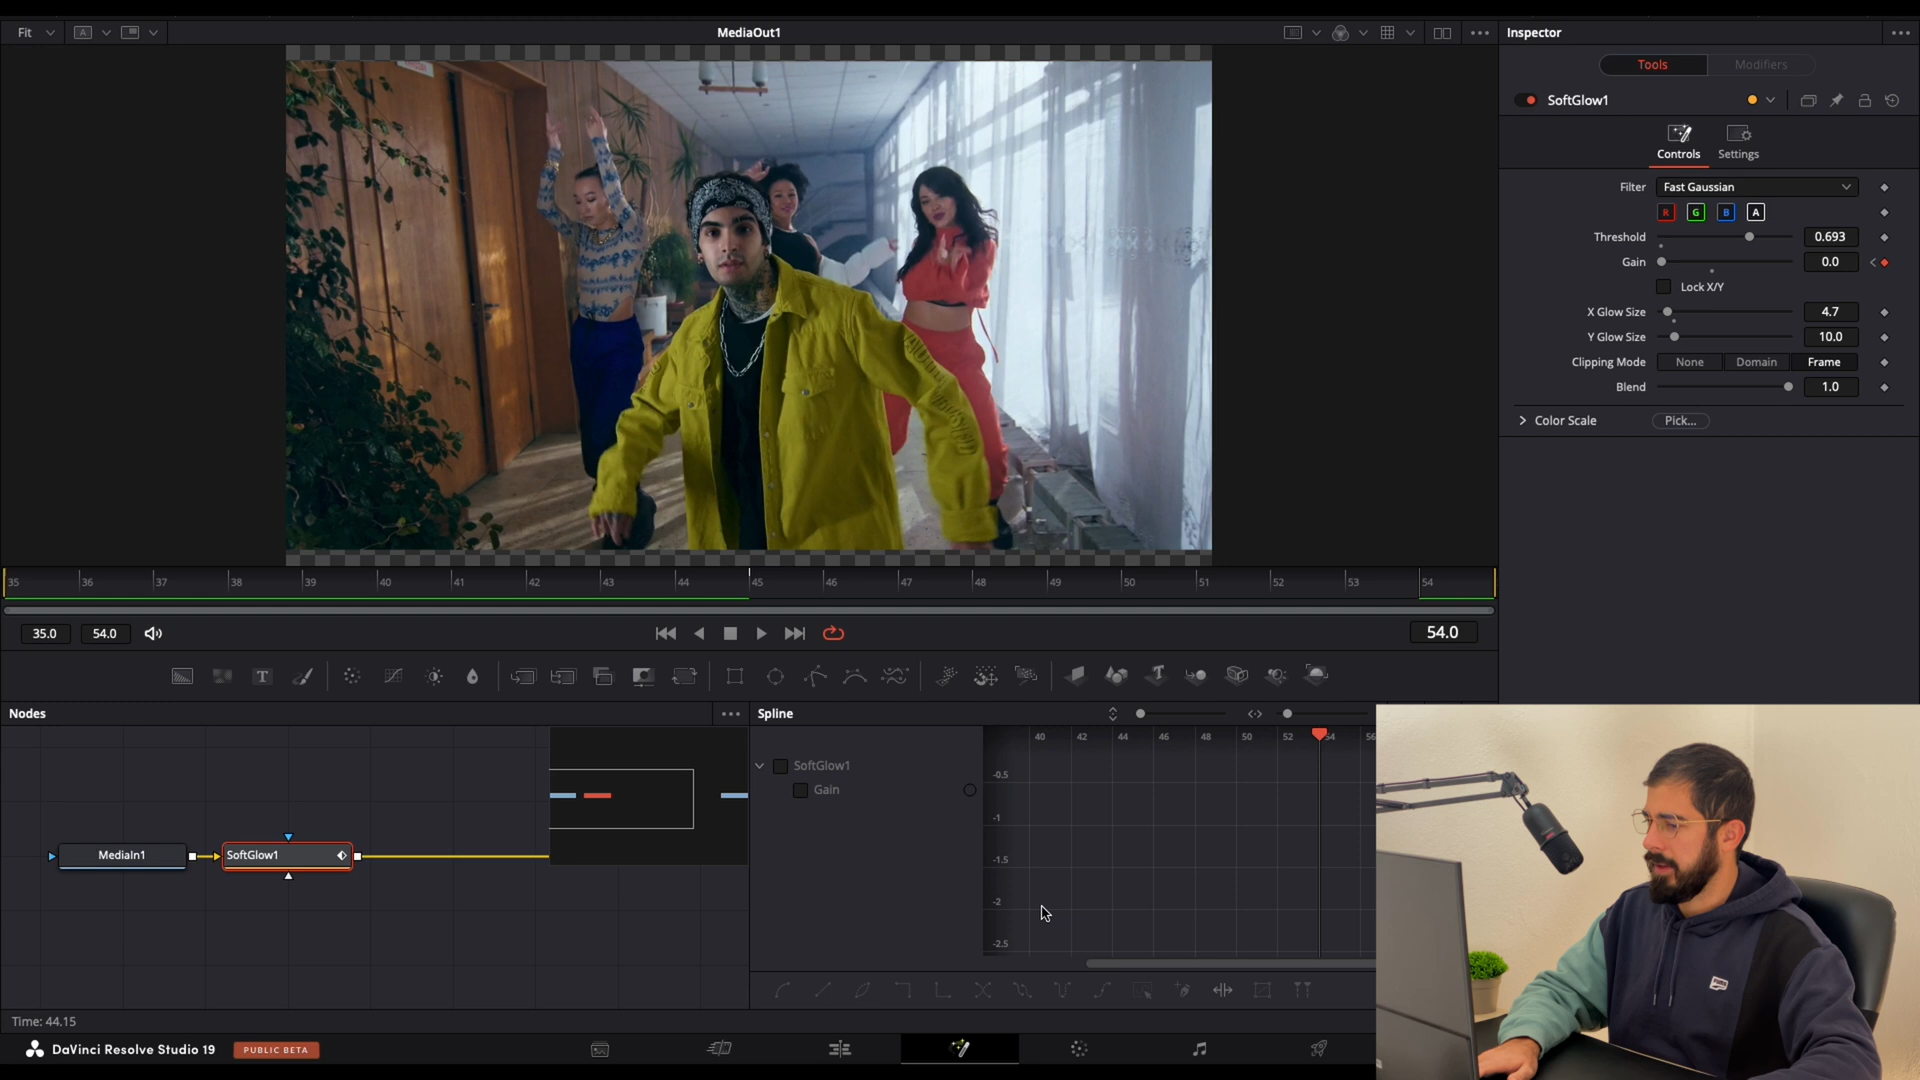 Fit
A
MediaOut1
Inspector
Tools
Modifiers
SoftGlow1
Controls
Settings
Filter
Fast Gaussian
R
G
B
A
Threshold
0.693
Gain
0.0
Lock X/Y
X Glow Size
4.7
Y Glow Size
10.0
Clipping Mode
None
Domain
Frame
Blend
1.0
Color Scale
Pick...
35 36 37 38 39 40 41 42 43 44 45 46 47 48 49 50 51 52 53 54
35.0
54.0
54.0
T
T
Nodes
Spline
40 42 44 46 48 50 52 54 56
SoftGlow1
Gain
-0.5
-1
-1.5
-2
-2.5
MediaIn1
SoftGlow1
Time: 44.15
DaVinci Resolve Studio 19
PUBLIC BETA